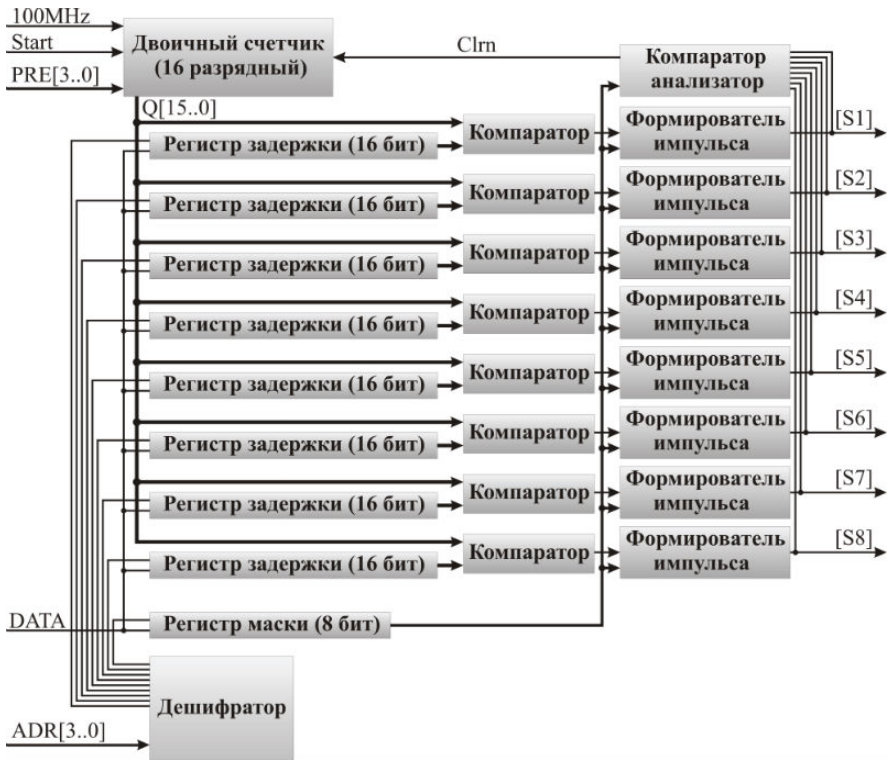 100MHz
Start
PRE[3..0]
Двоичный счетчик
(16 разрядный)
Clrn
Компаратор
анализатор
Q[15..0]
Регистр задержки (16 бит)
Компаратор
Формирователь
импульса
[S1]
Регистр задержки (16 бит)
Компаратор
Формирователь
импульса
[S2]
Регистр задержки (16 бит)
Компаратор
Формирователь
импульса
[S3]
Регистр задержки (16 бит)
Компаратор
Формирователь
импульса
[S4]
Регистр задержки (16 бит)
Компаратор
Формирователь
импульса
[S5]
Регистр задержки (16 бит)
Компаратор
Формирователь
импульса
[S6]
Регистр задержки (16 бит)
Компаратор
Формирователь
импульса
[S7]
Регистр задержки (16 бит)
Компаратор
Формирователь
импульса
[S8]
DATA
Регистр маски (8 бит)
Дешифратор
ADR[3..0]